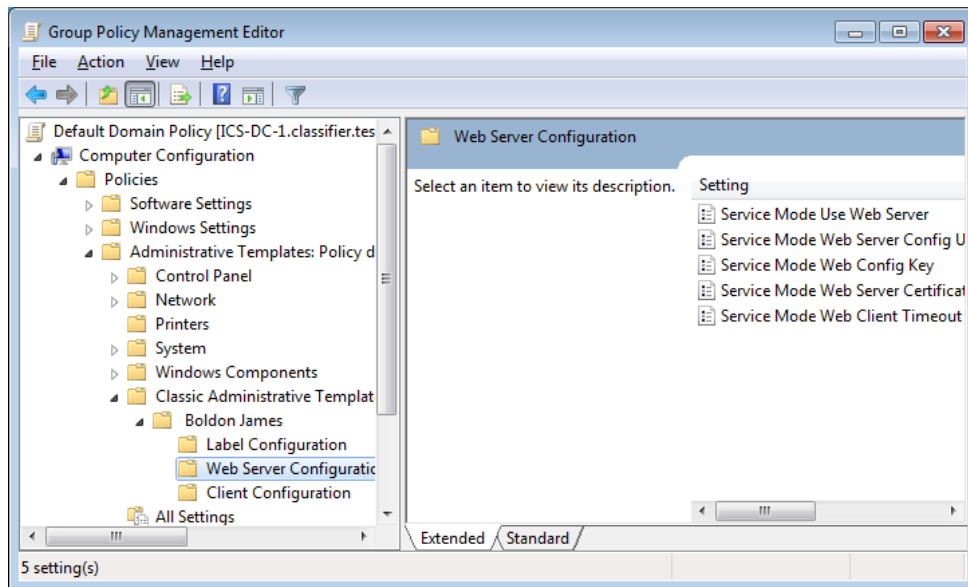 Group Policy Management Editor
File Action View Help
Default Domain Policy [ICS-DC-1.classifier.tes
Computer Configuration
Policies
Software Settings
Windows Settings
Administrative Templates: Policy d
Control Panel
Network
Printers
System
Windows Components
Classic Administrative Templat
Boldon James
Label Configuration
Web Server Configuratic
Client Configuration
All Settings
Web Server Configuration
Select an item to view its description.
Setting
Service Mode Use Web Server
Service Mode Web Server Config U
Service Mode Web Config Key
Service Mode Web Server Certificat
Service Mode Web Client Timeout
Extended Standard
5 setting(s)